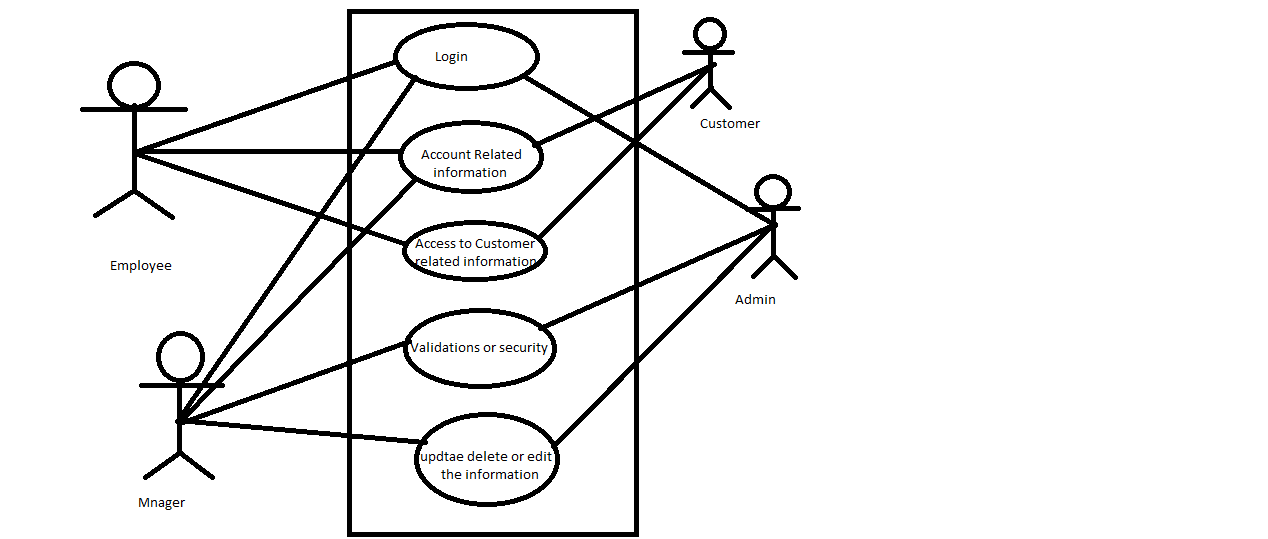 Login
Customer
Account Related
information
Access to Customer
related information
Employee
Admin
Validations or security
updtae delete or edit
the information
Mnager